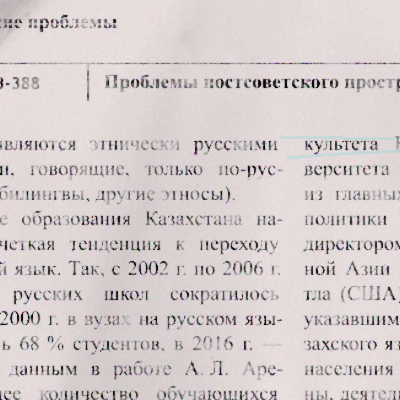 ие проблемы
3-388
Проблемы постсоветского простр
вляются этнически русскими
н, говорящие, только по-рус-
билингвы, другие этносы).
е образования Казахстана на-
четкая тенденция к переходу
й язык. Так, с 2002 г. по 2006 г.
русских школ сократилось
2000 г. в вузах на русском язы-
ь 68 % студентов, в 2016 г. —
данным в работе А. Л. Аре-
ее количество обучающихся
культета
верситета
из главных
политики
директором
ной Азии
тла (США)
указавшим
захского яз
населения
ны, деятел